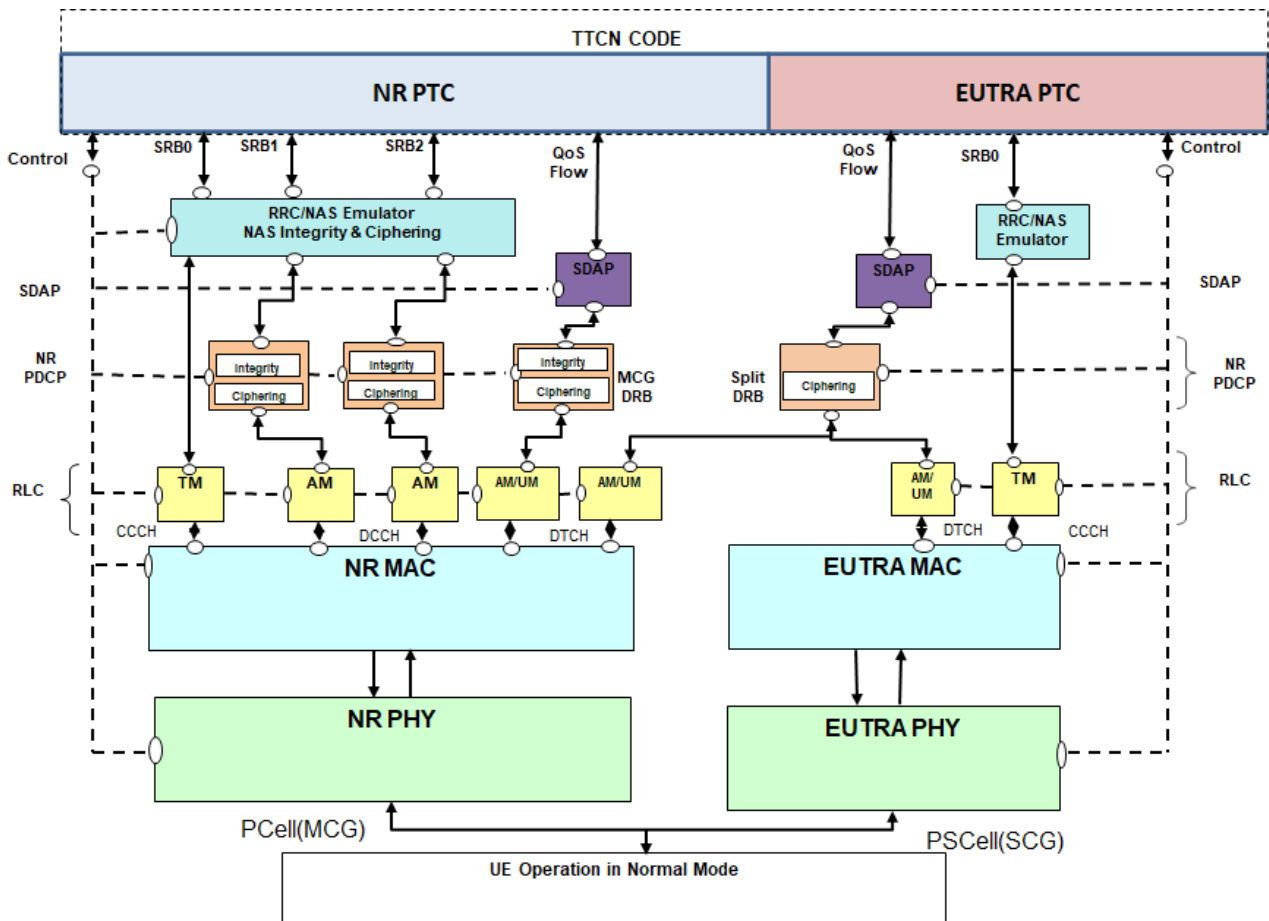 TTCN CODE
NR PTC
EUTRA PTC
Control
SRB0
SRB1
SRB2
QoS
Flow
QoS
Flow
SRB0
Control
RRC/NAS Emulator
NAS Integrity & Ciphering
RRC/NAS
Emulator
SDAP
SDAP
SDAP
SDAP
NR
PDCP
Integrity
Ciphering
Integrity
Ciphering
Integrity
Ciphering
MCG
DRB
Split
DRB
Ciphering
NR
PDCP
RLC
TM
AM
AM
AM/UM
AM/UM
AM/
UM
TM
RLC
CCCH
DCCH
DTCH
DTCH
CCCH
NR MAC
EUTRA MAC
NR PHY
EUTRA PHY
PCell(MCG)
PSCell(SCG)
UE Operation in Normal Mode